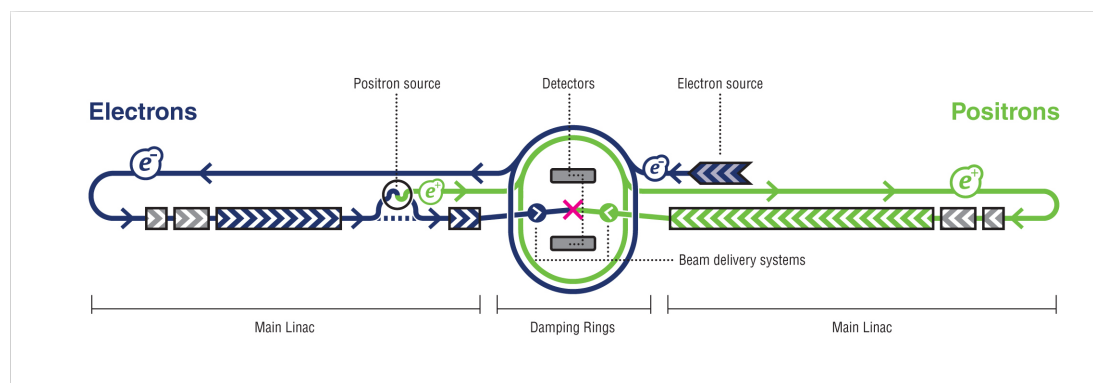 Positron source
Detectors
Electron source
Electrons
Positrons
e⁻
e⁻
e⁺
e⁺
Beam delivery systems
Main Linac
Damping Rings
Main Linac